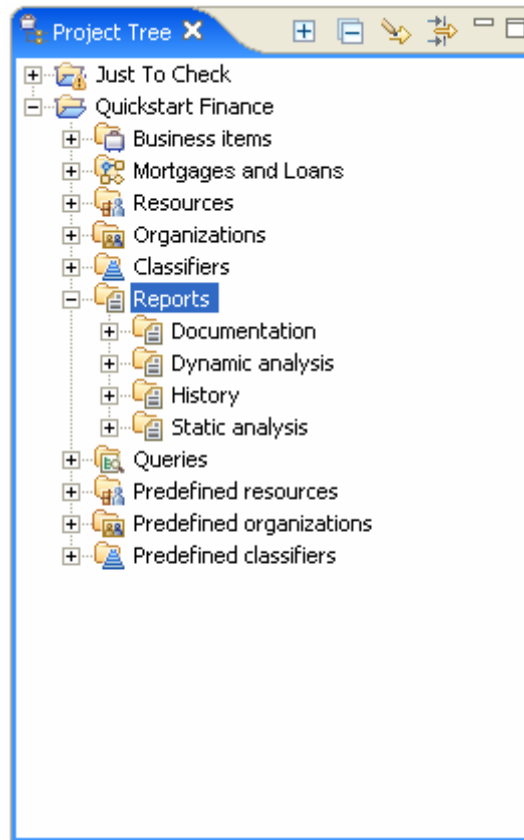 Project Tree
Just To Check
Quickstart Finance
Business items
Mortgages and Loans
Resources
Organizations
Classifiers
Reports
Documentation
Dynamic analysis
History
Static analysis
Queries
Predefined resources
Predefined organizations
Predefined classifiers